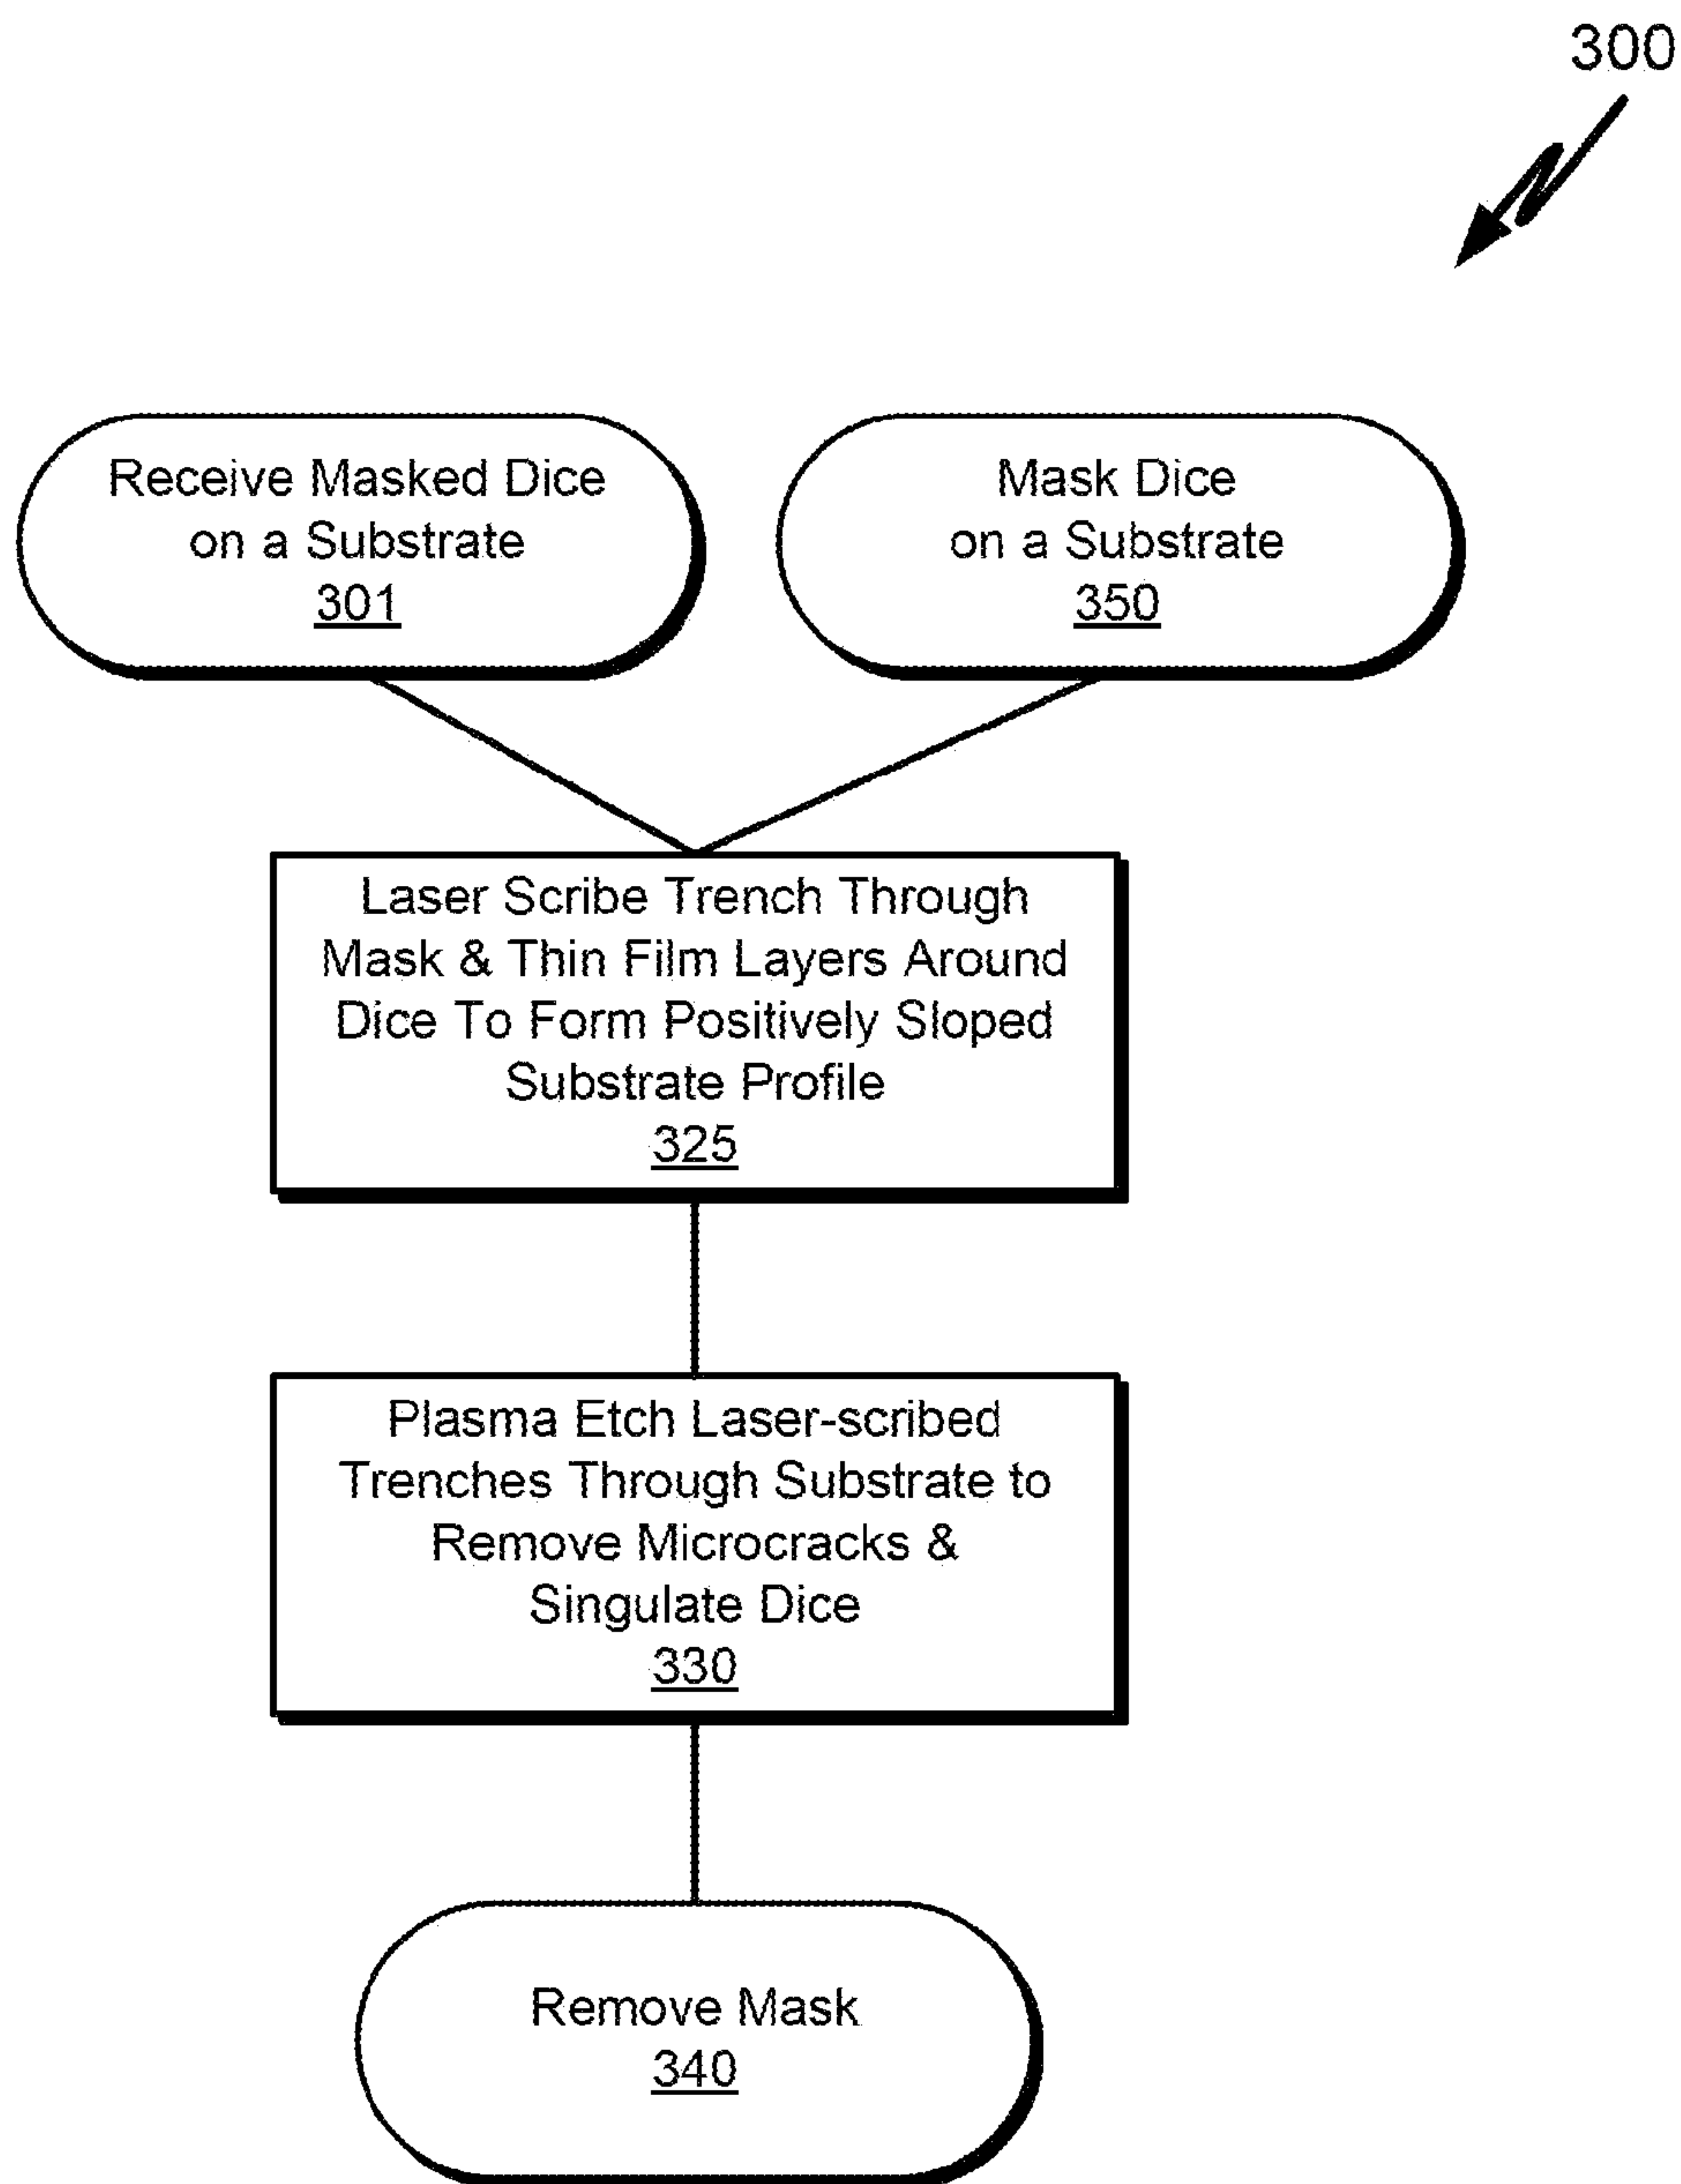 300
Receive Masked Dice
on a Substrate
301
Mask Dice
on a Substrate
350
Laser Scribe Trench Through
Mask & Thin Film Layers Around
Dice To Form Positively Sloped
Substrate Profile
325
Plasma Etch Laser-scribed
Trenches Through Substrate to
Remove Microcracks &
Singulate Dice
330
Remove Mask
340